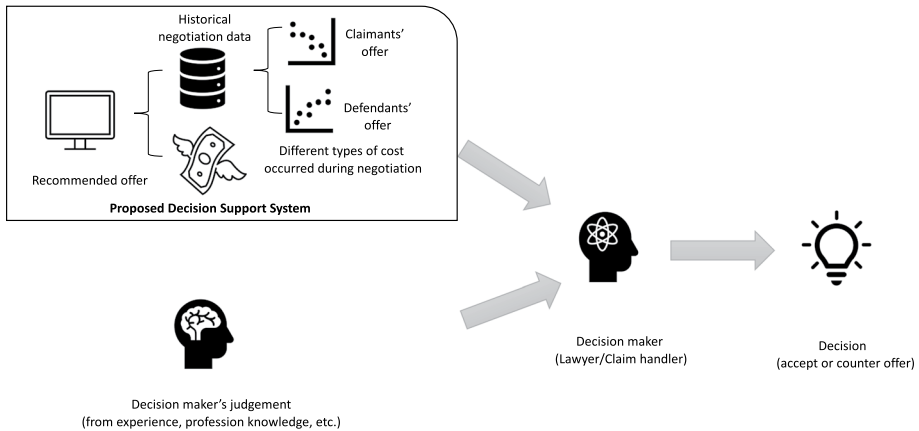 Historical
negotiation data
Claimants'
offer
Defendants'
offer
Different types of cost
occurred during negotiation
Recommended offer
Proposed Decision Support System
Decision maker
(Lawyer/Claim handler)
Decision
(accept or counter offer)
Decision maker's judgement
(from experience, profession knowledge, etc.)